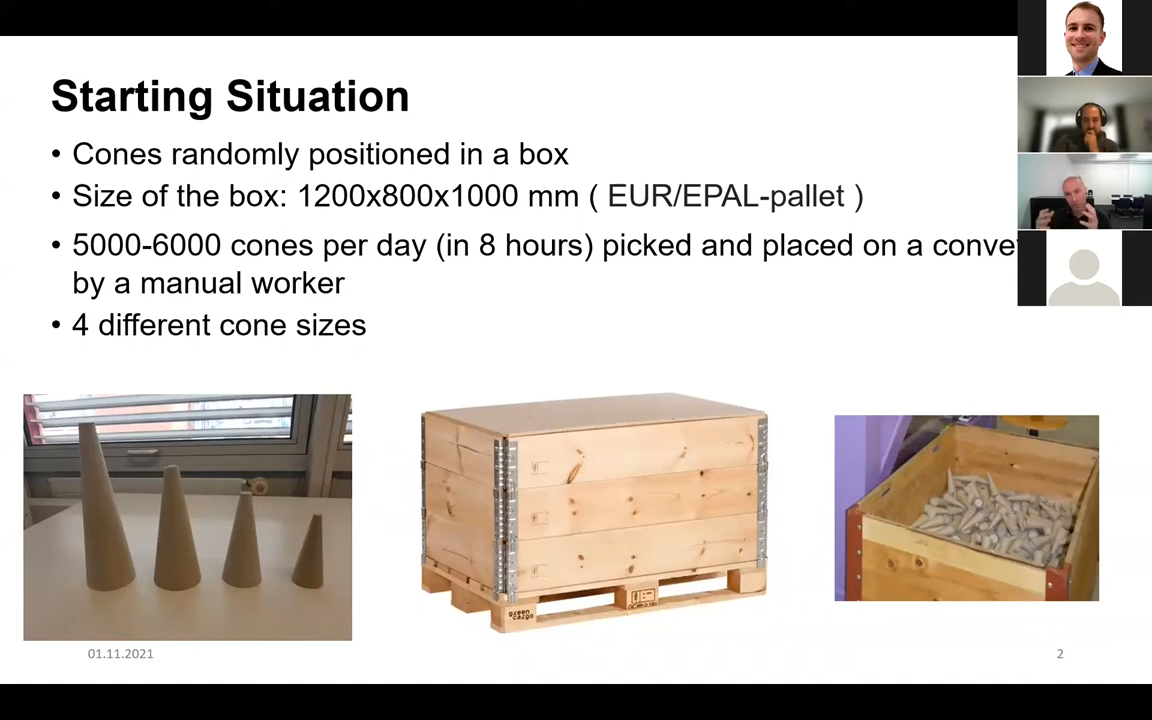 Starting Situation
• Cones randomly positioned in a box
• Size of the box: 1200x800x1000 mm ( EUR/EPAL-pallet )
• 5000-6000 cones per day (in 8 hours) picked and placed on a
by a manual worker
• 4 different cone sizes
green
cargo
01.11.2021
2